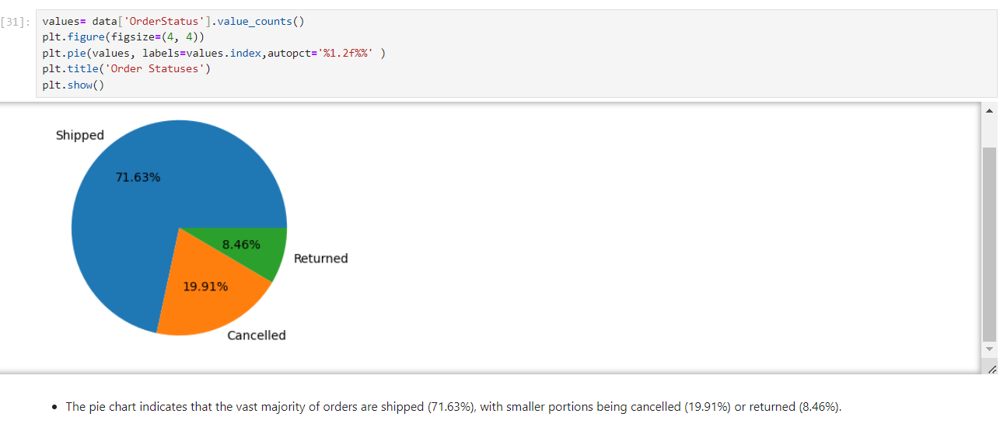 [31]: values= data['OrderStatus'].value_counts()
plt.figure(figsize=(4, 4))
plt.pie(values, labels=values.index,autopct='%1.2f%%' )
plt.title('Order Statuses')
plt.show()
Shipped
71.63%
8.46%
Returned
19.91%
Cancelled
• The pie chart indicates that the vast majority of orders are shipped (71.63%), with smaller portions being cancelled (19.91%) or returned (8.46%).